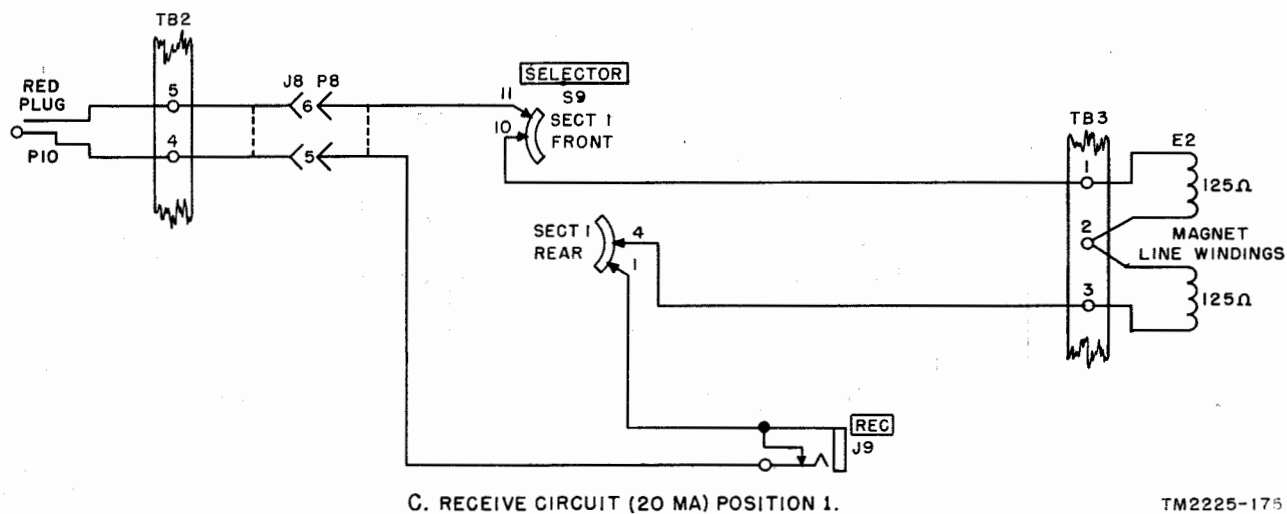 TB2
RED
PLUG
P10
5
4
J8 P8
6
5
SELECTOR
S9
SECT 1
FRONT
11
10
SECT 1
REAR
4
1
TB3
1
2
3
E2
125Ω
MAGNET
LINE WINDINGS
125Ω
REC
J9
C. RECEIVE CIRCUIT (20 MA) POSITION 1.